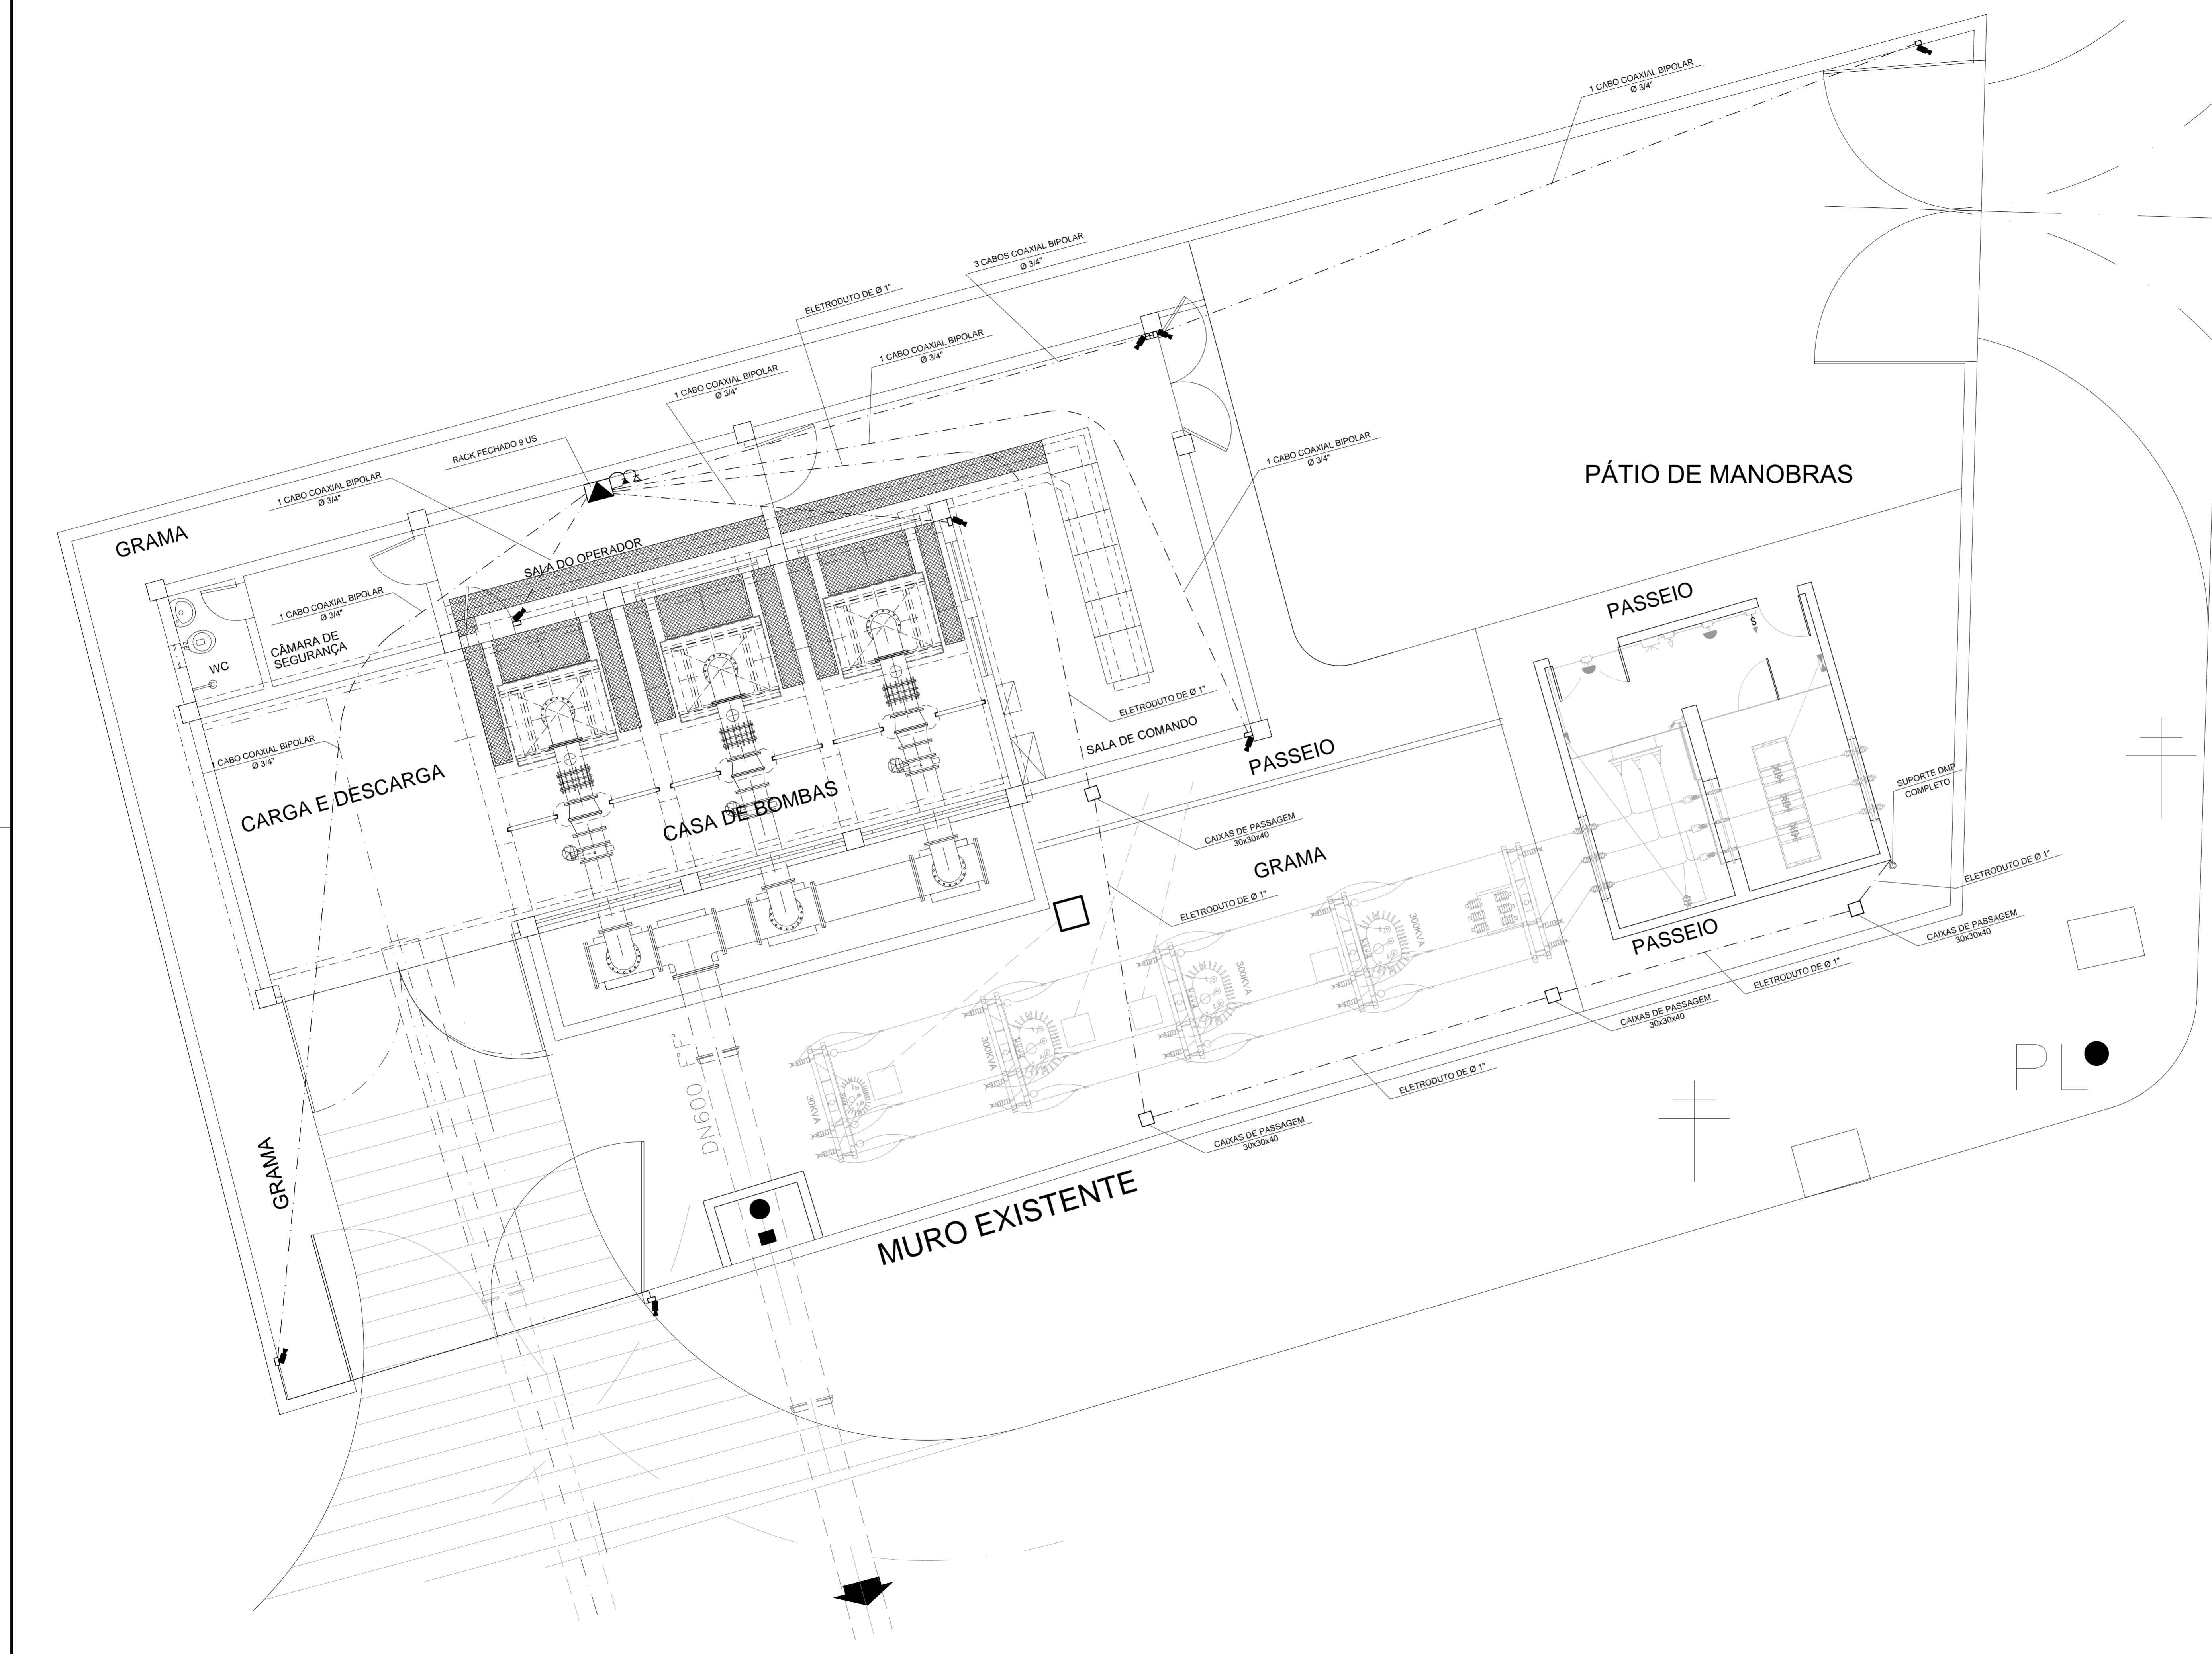 1 CABO COAXIAL BIPOLAR
Ø 3/4"
3 CABOS COAXIAL BIPOLAR
Ø 3/4"
ELETRODUTO DE Ø 1"
1 CABO COAXIAL BIPOLAR
Ø 3/4"
1 CABO COAXIAL BIPOLAR
Ø 3/4"
RACK FECHADO 9 US
1 CABO COAXIAL BIPOLAR
Ø 3/4"
1 CABO COAXIAL BIPOLAR
Ø 3/4"
PÁTIO DE MANOBRAS
GRAMA
SALA DO OPERADOR
1 CABO COAXIAL BIPOLAR
Ø 3/4"
CÂMARA DE
SEGURANÇA
WC
PASSEIO
S
ELETRODUTO DE Ø 1"
SALA DE COMANDO
1 CABO COAXIAL BIPOLAR
Ø 3/4"
PASSEIO
CARGA E DESCARGA
CASA DE BOMBAS
SUPORTE DMP
COMPLETO
CAIXAS DE PASSAGEM
30x30x40
GRAMA
ELETRODUTO DE Ø 1"
ELETRODUTO DE Ø 1"
300KVA
PASSEIO
CAIXAS DE PASSAGEM
30x30x40
300KVA
ELETRODUTO DE Ø 1"
CAIXAS DE PASSAGEM
30x30x40
300KVA
30KVA
DN600 F°F°
ELETRODUTO DE Ø 1"
PL
CAIXAS DE PASSAGEM
30x30x40
GRAMA
MURO EXISTENTE